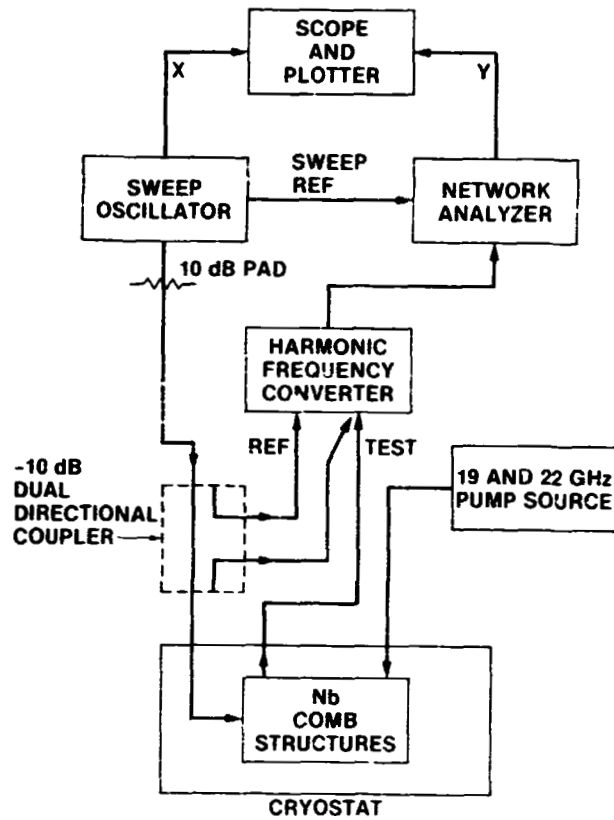 SCOPE
AND
PLOTTER
X
Y
SWEEP
OSCILLATOR
SWEEP
REF
NETWORK
ANALYZER
10 dB PAD
HARMONIC
FREQUENCY
CONVERTER
REF
TEST
-10 dB
DUAL
DIRECTIONAL
COUPLER
19 AND 22 GHz
PUMP SOURCE
Nb
COMB
STRUCTURES
CRYOSTAT